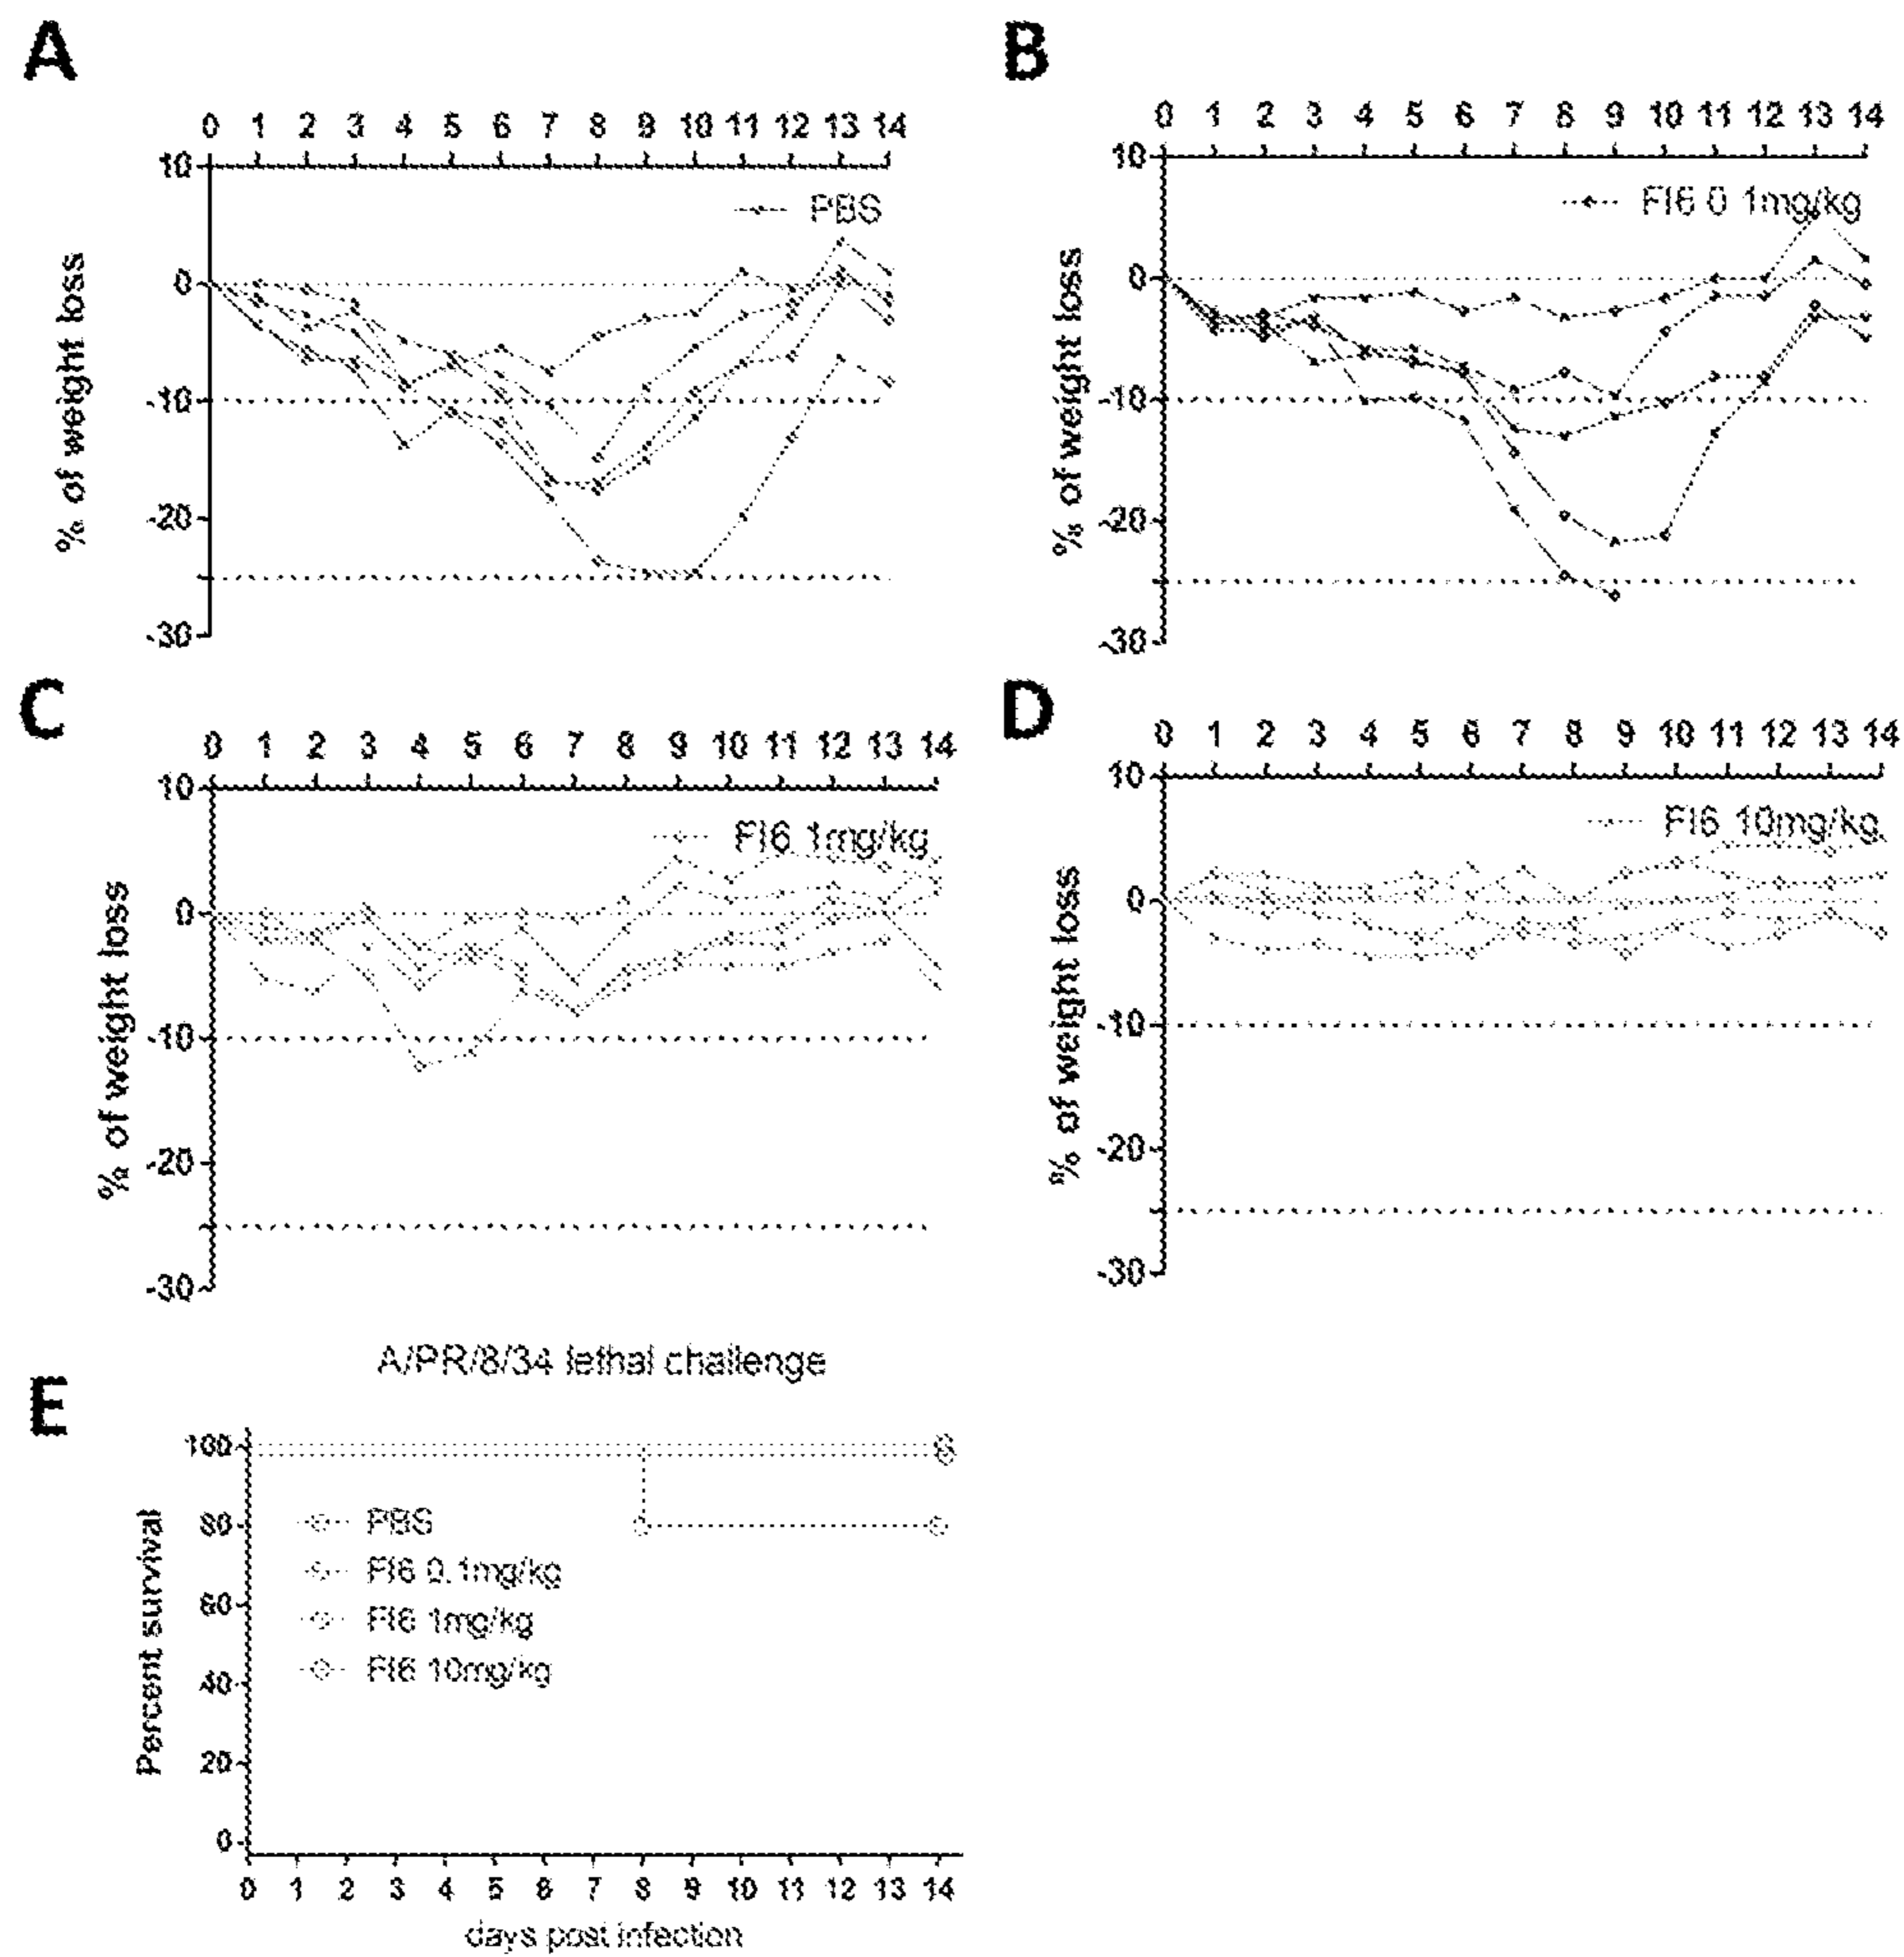 A
0 1 2 3 4 5 6 7 8 9 10 11 12 13 14
10
0
-10
-20
-30
% of weight loss
PBS
B
0 1 2 3 4 5 6 7 8 9 10 11 12 13 14
10
0
-10
-20
-30
% of weight loss
FI6 0 1mg/kg
C
0 1 2 3 4 5 6 7 8 9 10 11 12 13 14
10
0
-10
-20
-30
% of weight loss
FI6 1mg/kg
D
0 1 2 3 4 5 6 7 8 9 10 11 12 13 14
10
0
-10
-20
-30
% of weight loss
FI6 10mg/kg
E
A/PR/8/34 lethal challenge
100
80
60
40
20
0
Percent survival
PBS
FI6 0.1mg/kg
FI6 1mg/kg
FI6 10mg/kg
0 1 2 3 4 5 6 7 8 9 10 11 12 13 14
days post infection